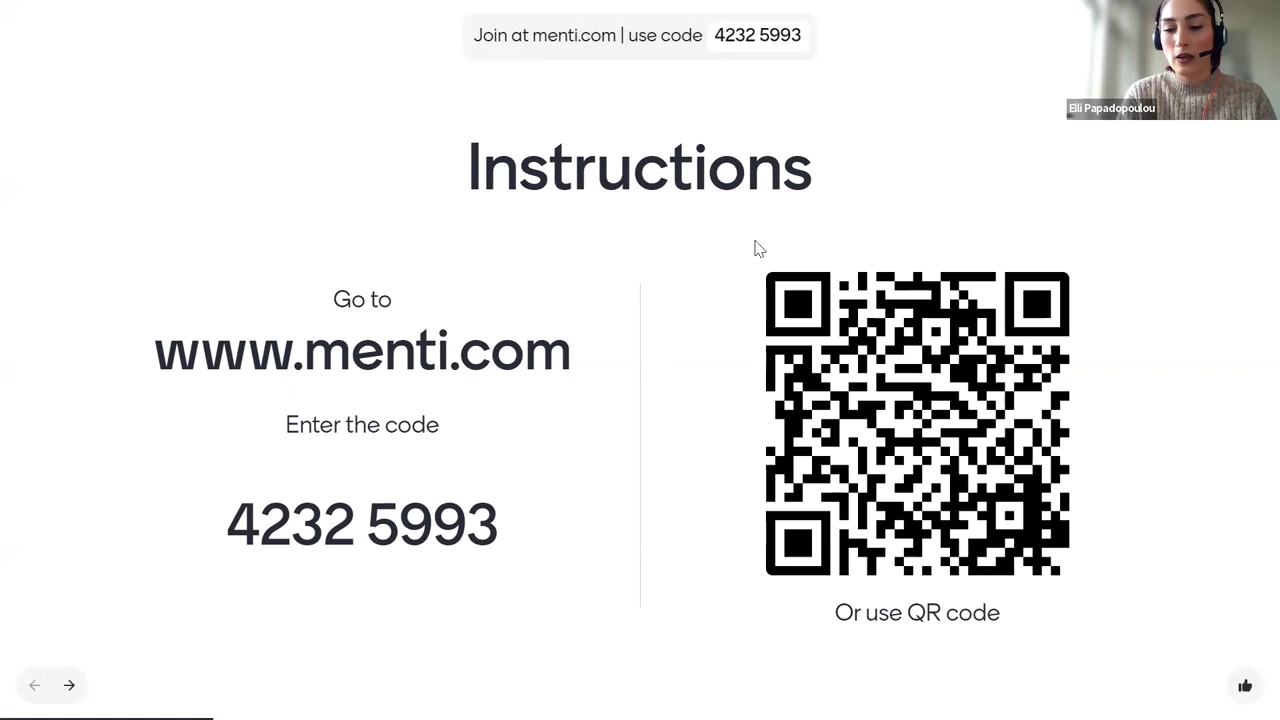 Join at menti.com | use code 4232 5993
Elli Papadopoulou
Instructions
Go to
www.menti.com
Enter the code
4232 5993
Or use QR code